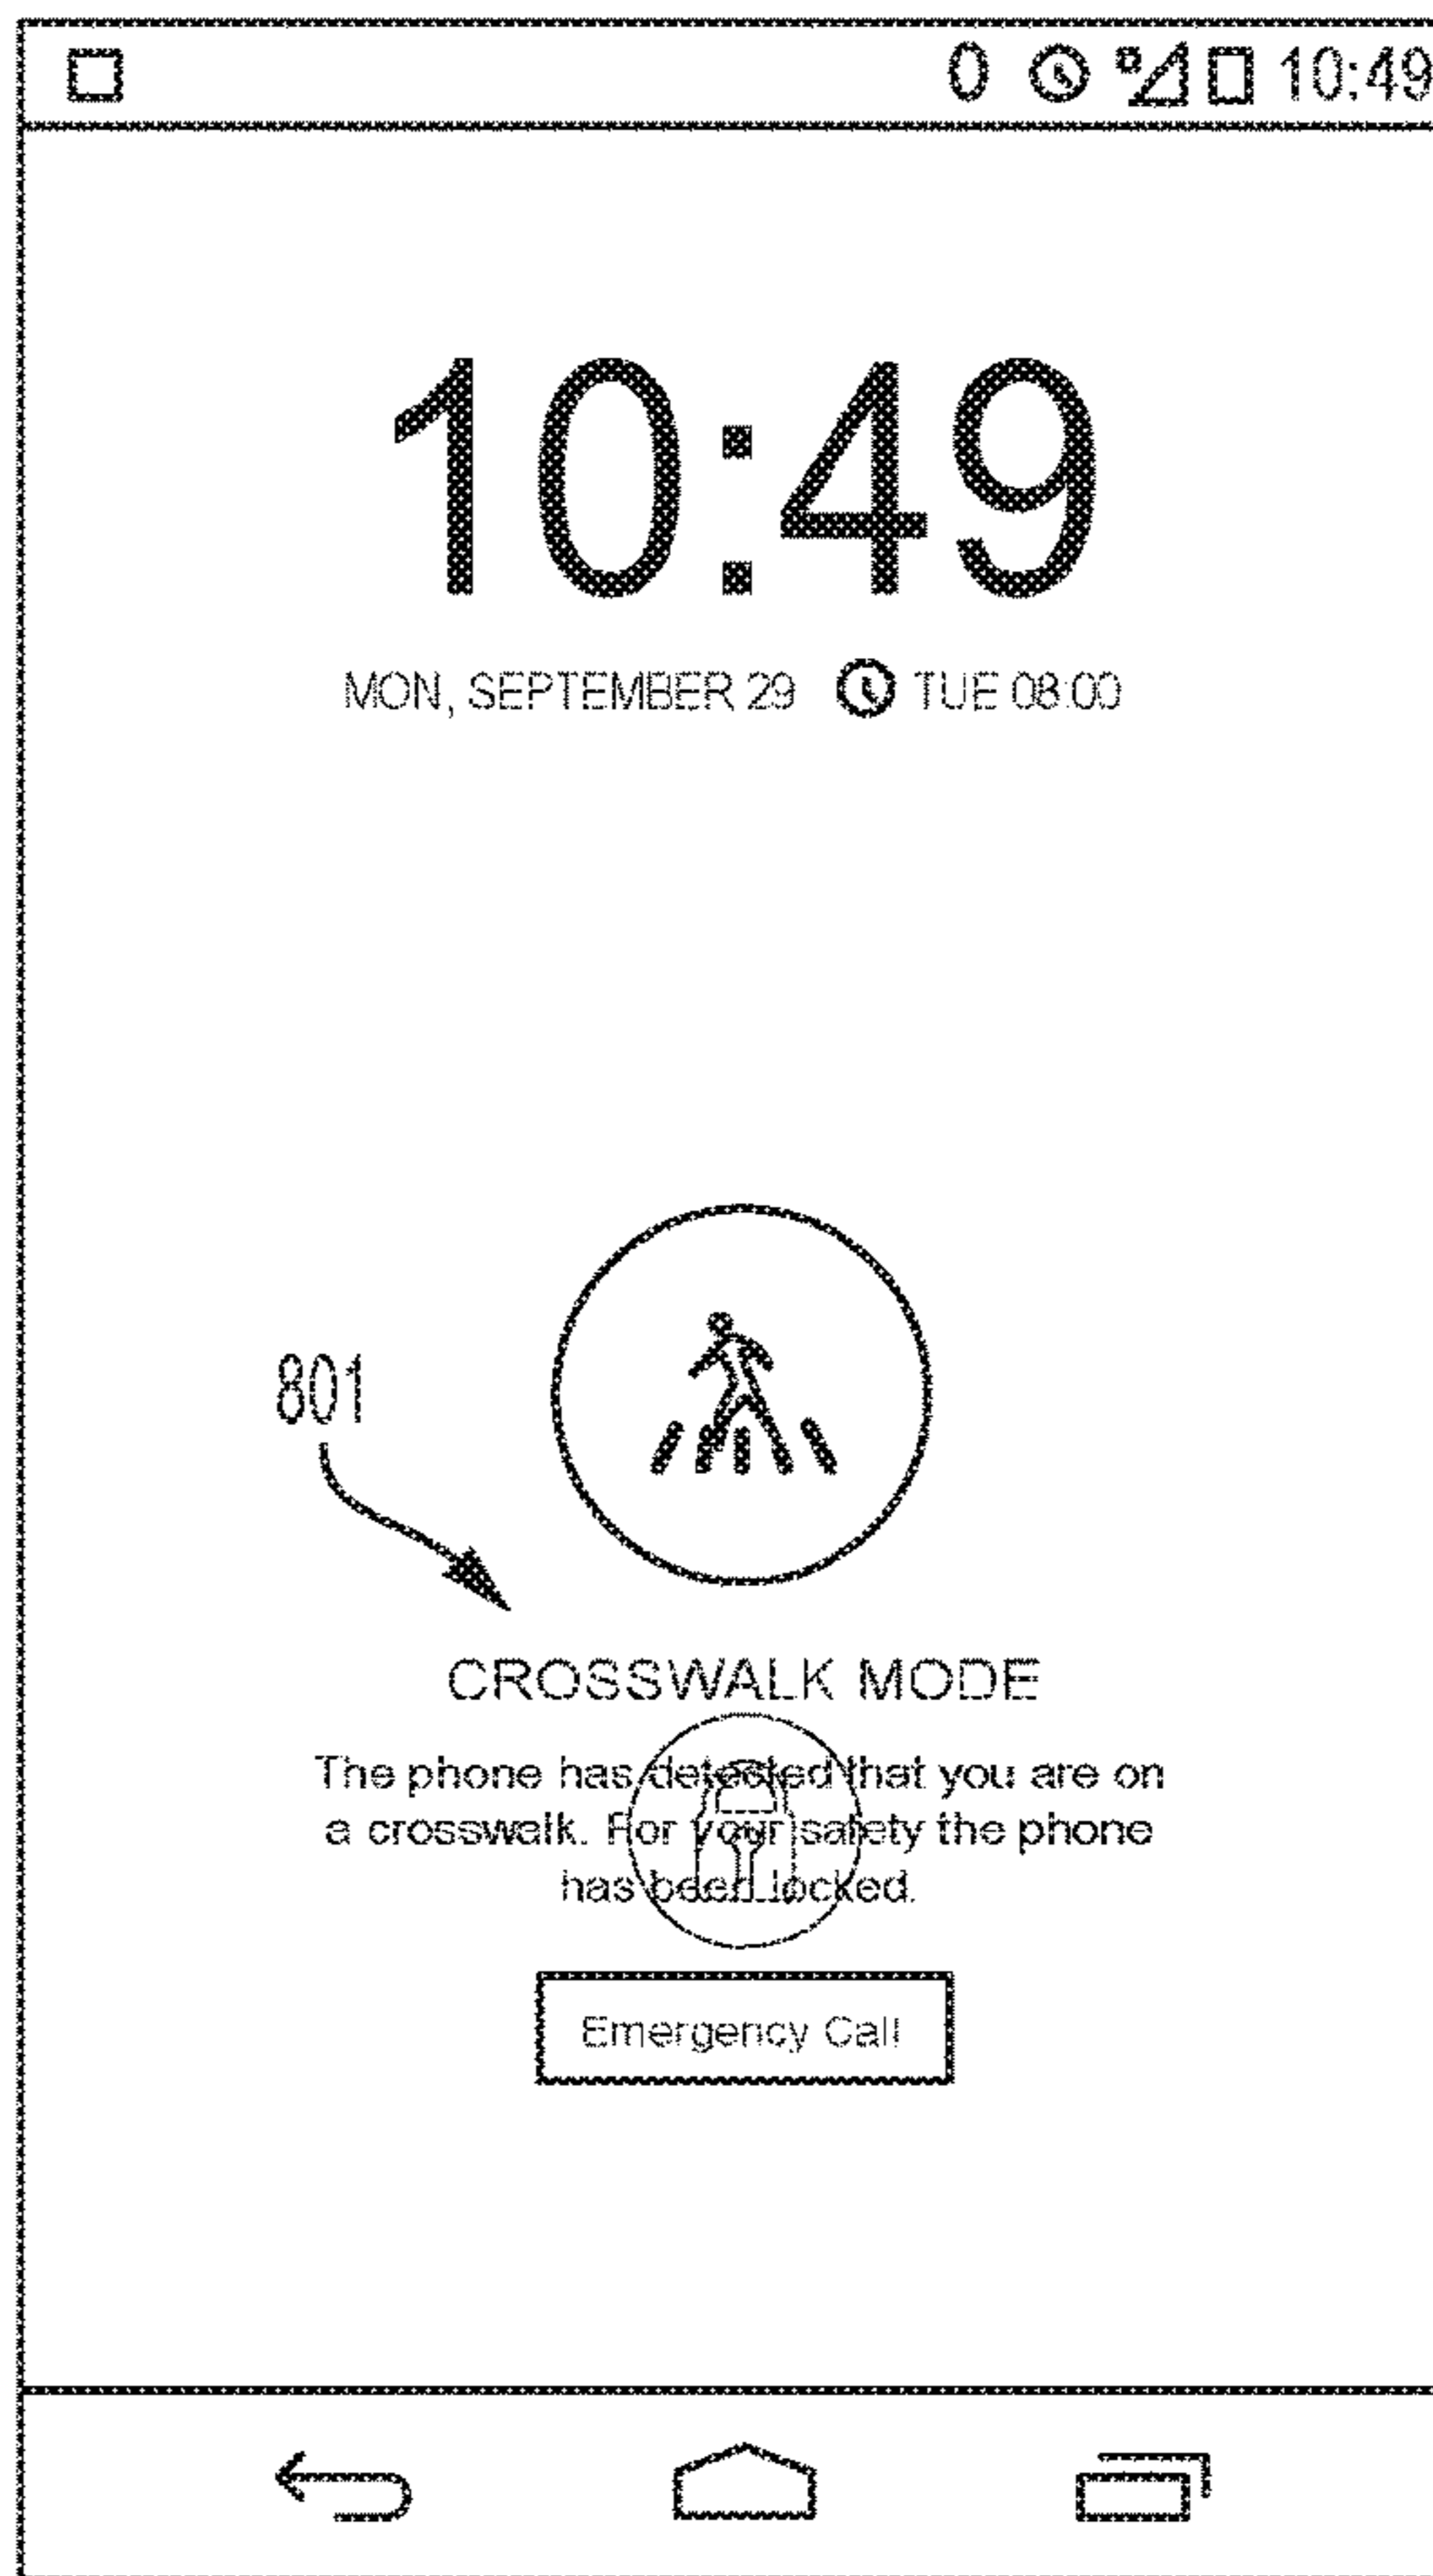 0 10:49
10:49
MON, SEPTEMBER 29 TUE 08:00
801
CROSSWALK MODE
The phone has detected that you are on
a crosswalk. For your safety the phone
has been locked.
Emergency Call